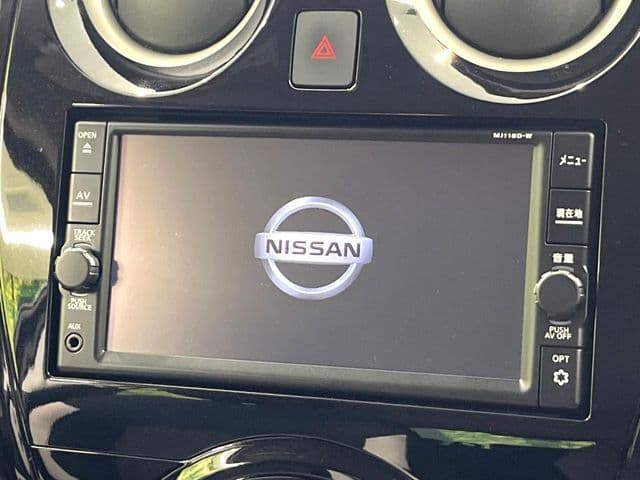 MJ118D-W
OPEN
AV
TRACK
SEEK
PUSH
SOURCE
AUX
NISSAN
メニュー
現在地
音量
PUSH
AV OFF
OPT